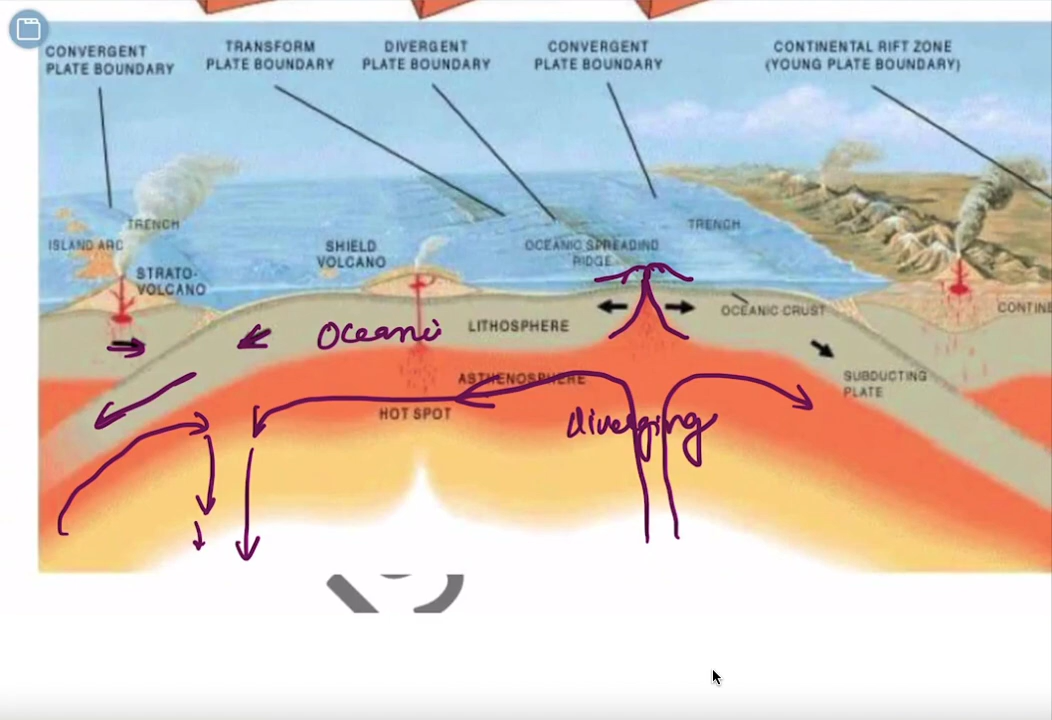 CONVERGENT
PLATE BOUNDARY
TRANSFORM
PLATE BOUNDARY
DIVERGENT
PLATE BOUNDARY
CONVERGENT
PLATE BOUNDARY
CONTINENTAL RIFT ZONE
(YOUNG PLATE BOUNDARY)
TRENCH
ISLAND ARC
STRATO-
VOLCANO
SHIELD
VOLCANO
OCEANIC SPREADING
RIDGE
TRENCH
Oceani
LITHOSPHERE
OCEANIC CRUST
CONTINE
ASTHENOSPHERE
HOT SPOT
SUBDUCTING
PLATE
diverging